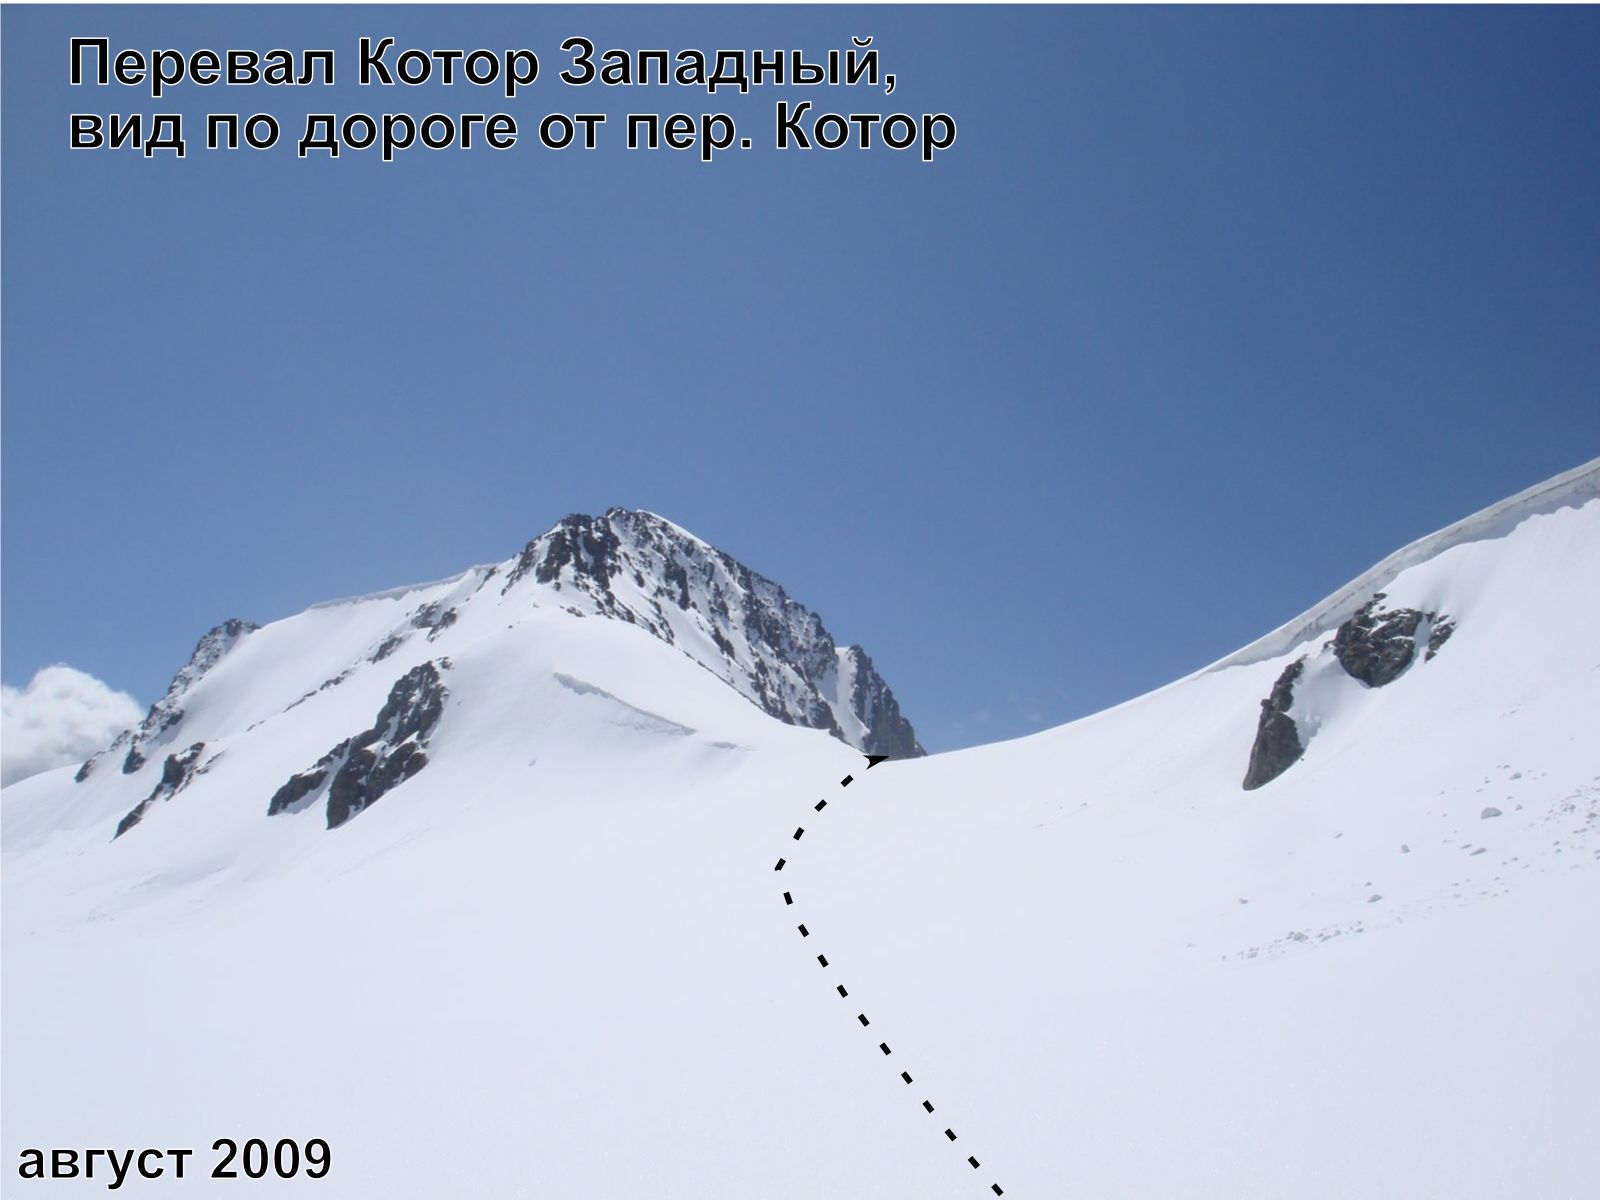 Перевал Котор Западный,
вид по дороге от пер. Котор
август 2009